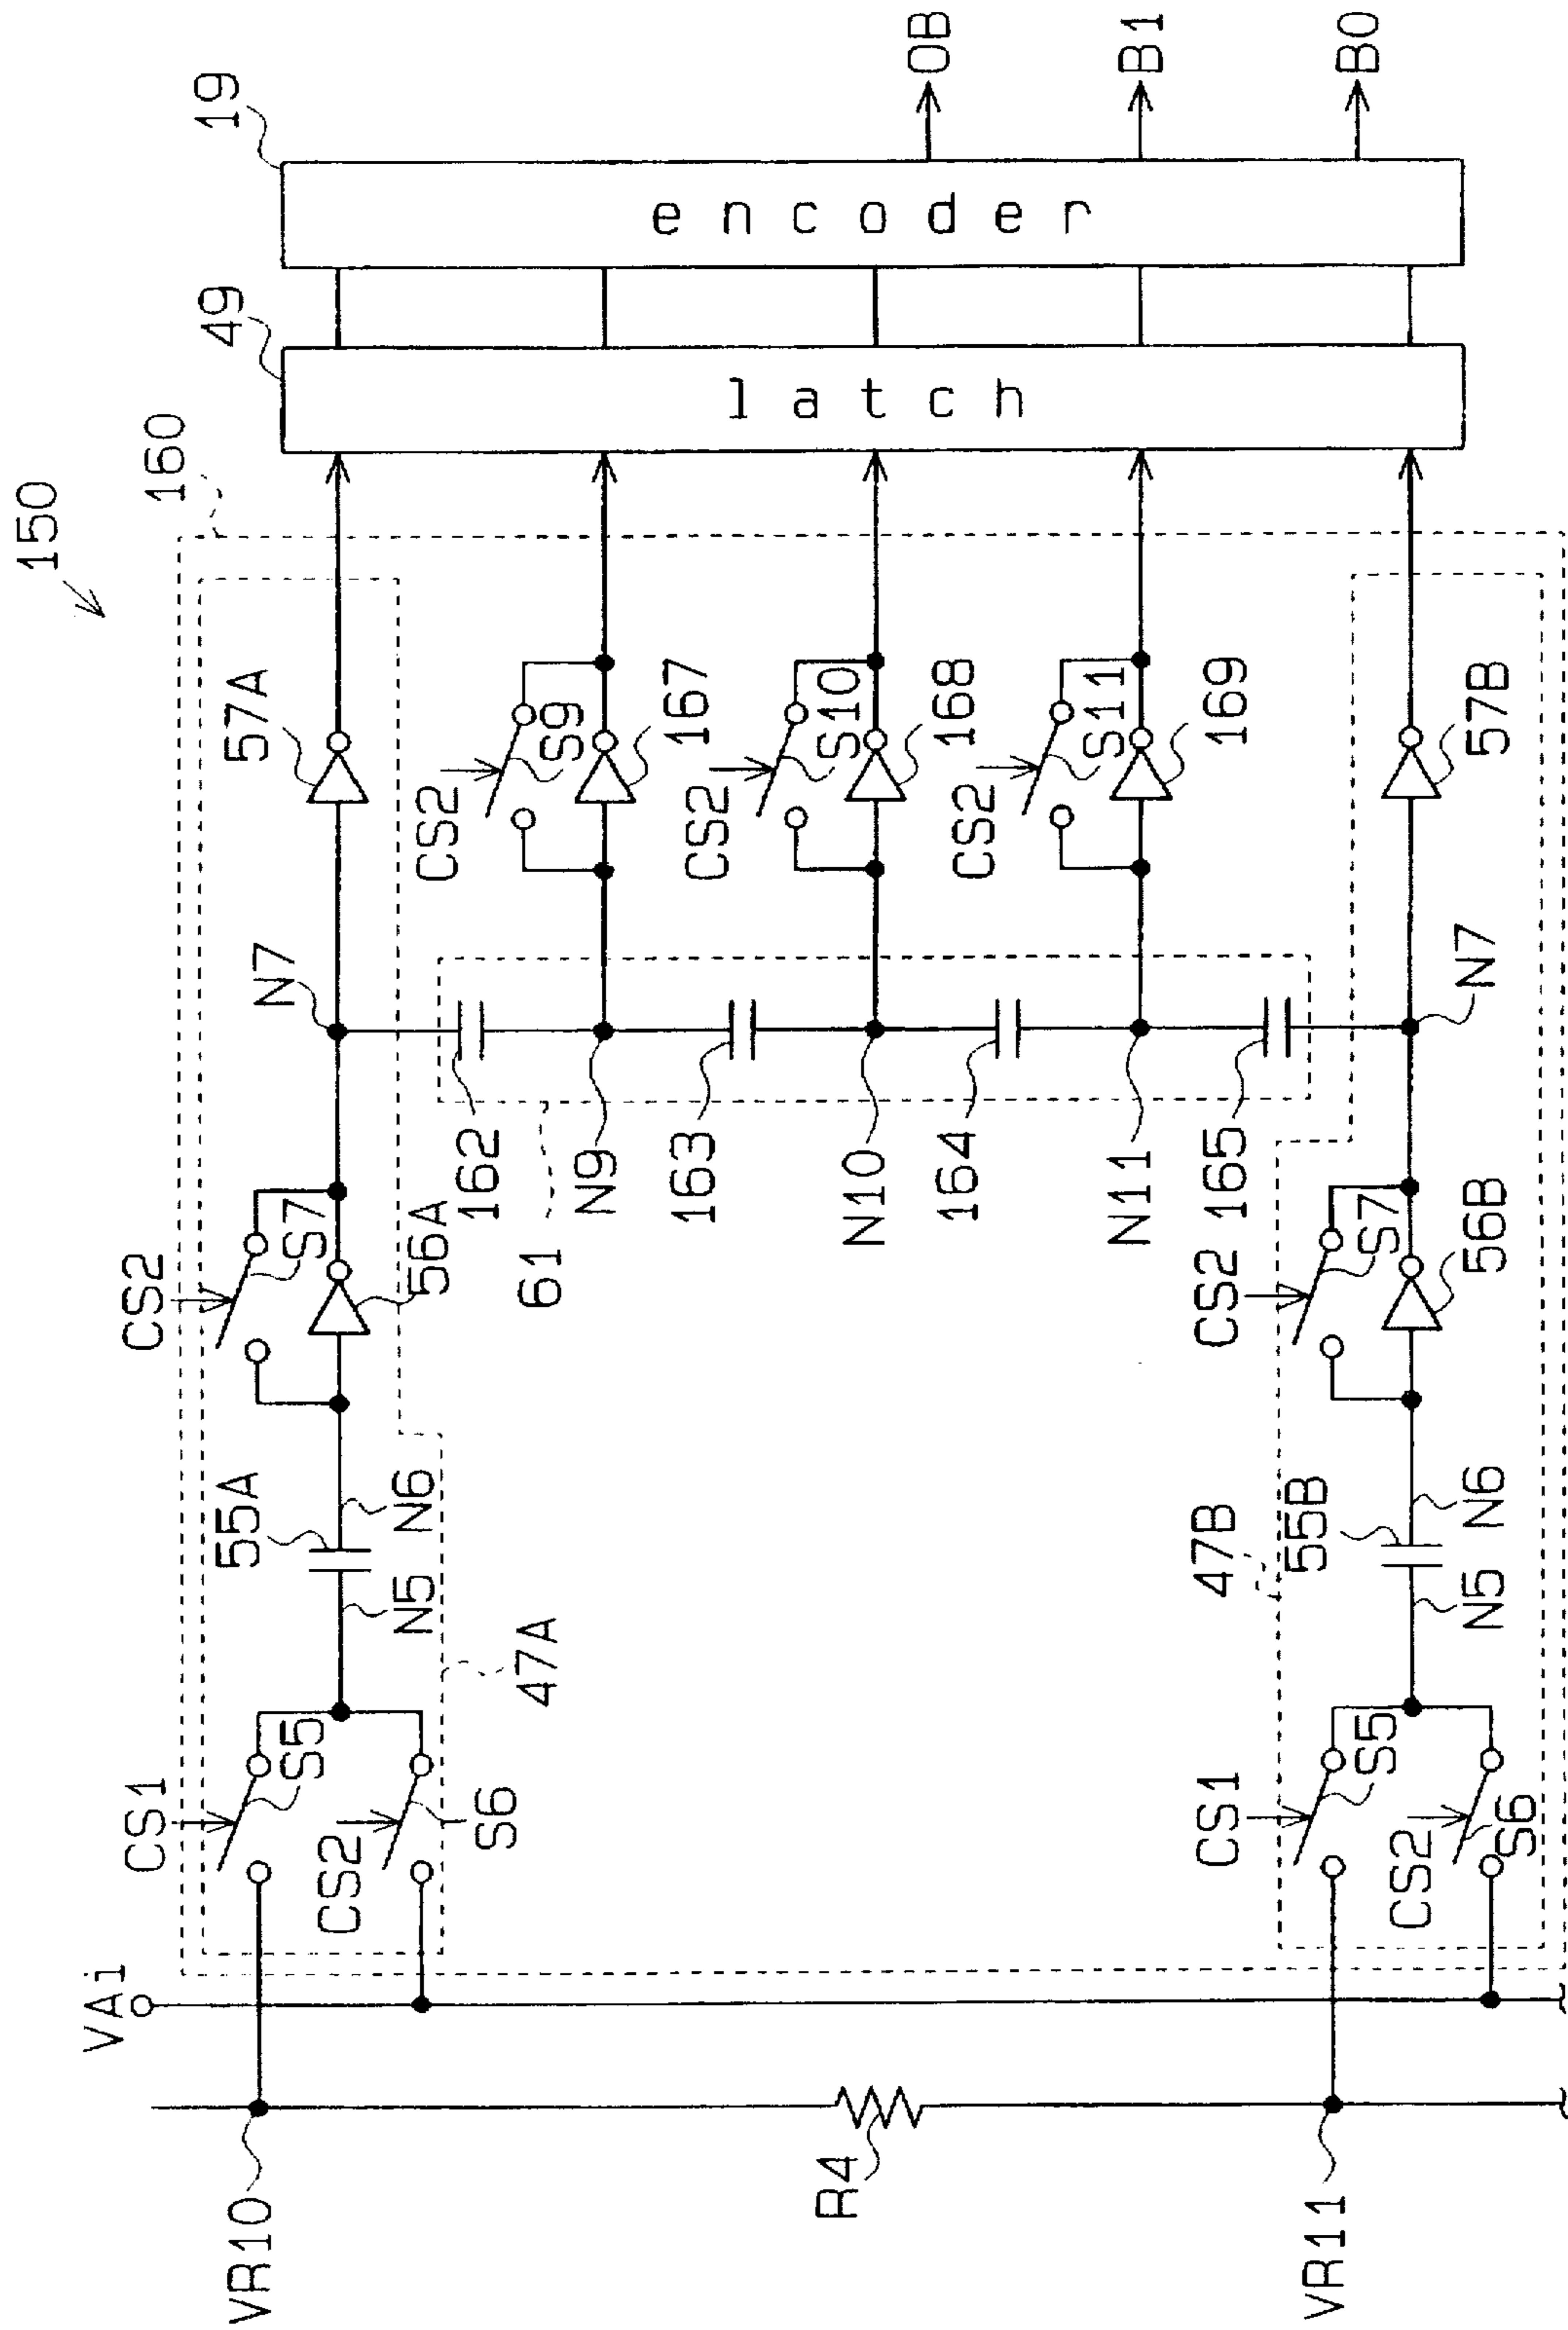 150
160
49
19
VAi
CS1
S5
CS2
S6
N5
55A
N6
47A
CS2
S7
56A
N7
57A
latch
encoder
61
162
N9
163
N10
164
N11
165
CS2
S9
167
CS2
S10
168
CS2
S11
169
OB
B1
B0
VR10
R4
VR11
CS1
S5
CS2
S6
47B
N5
55B
N6
CS2
S7
56B
N7
57B